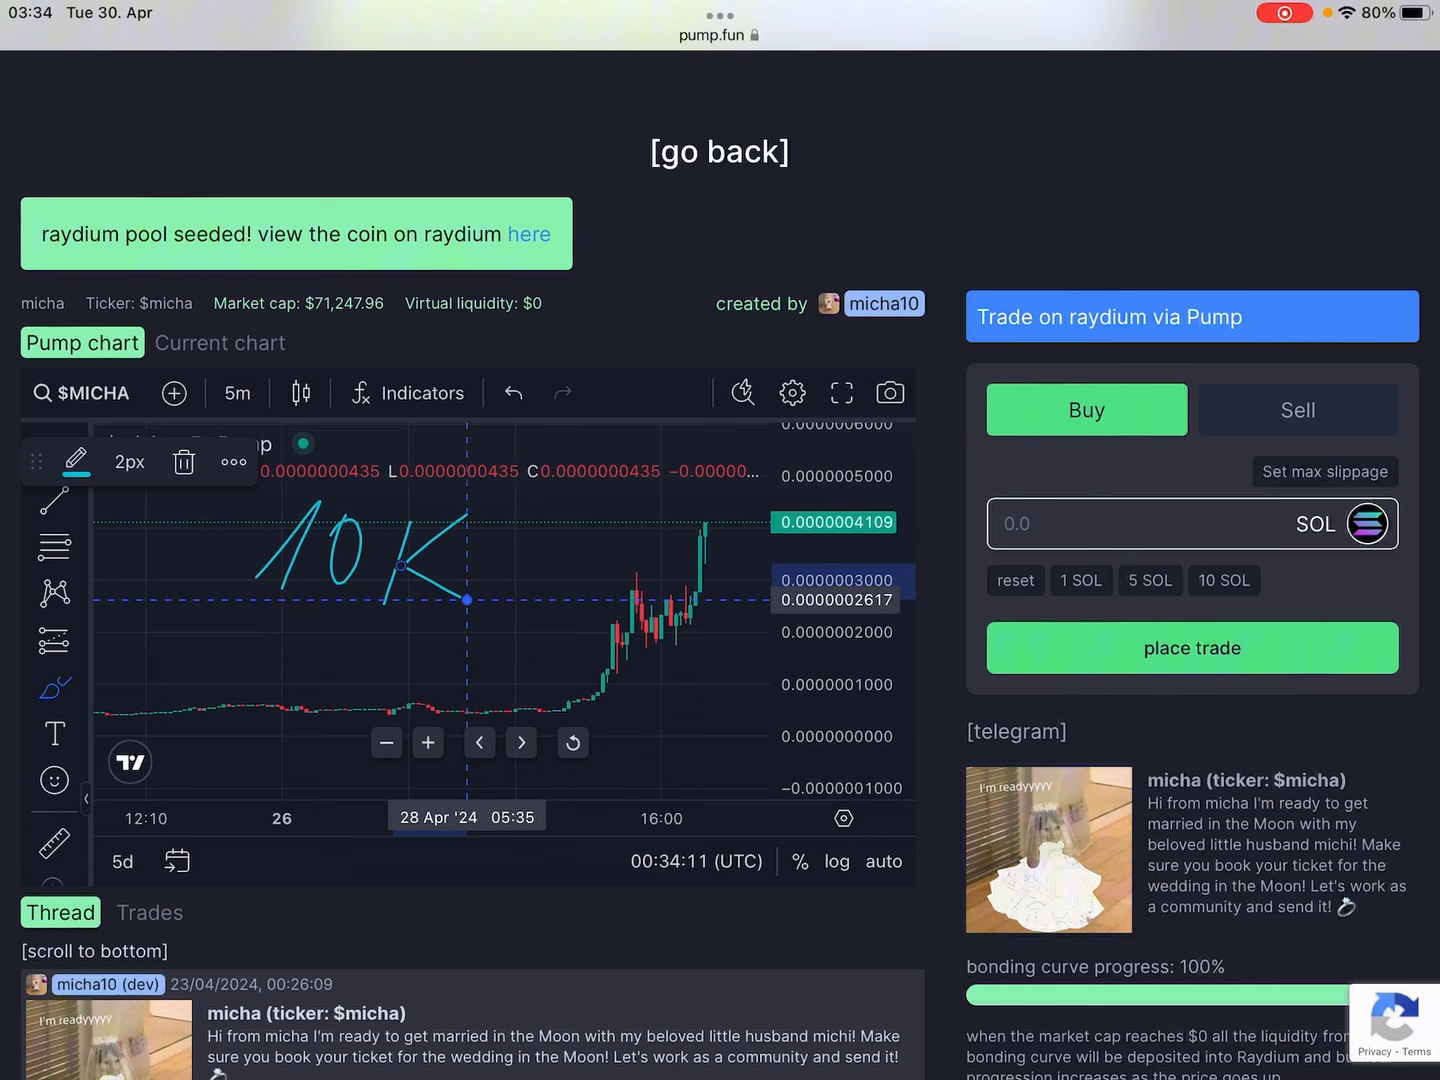 03:34 Tue 30. Apr
80%
pump.fun
[go back]
raydium pool seeded! view the coin on raydium here
micha Ticker: $micha Market cap: $71,247.96 Virtual liquidity: $0 created by micha10
Pump chart Current chart
$MICHA 5m Indicators
2px
0.0000000435 L0.0000000435 C0.0000000435 −0.00000...
0.0000006000
0.0000005000
10K
0.0000004109
0.0000003000
0.0000002617
0.0000002000
0.0000001000
0.0000000000
−0.0000001000
12:10 26 28 Apr '24 05:35 16:00
5d 00:34:11 (UTC) % log auto
Thread Trades
[scroll to bottom]
micha10 (dev) 23/04/2024, 00:26:09
I'm readyyyyy
micha (ticker: $micha)
Hi from micha I'm ready to get married in the Moon with my beloved little husband michi! Make
sure you book your ticket for the wedding in the Moon! Let's work as a community and send it!
Trade on raydium via Pump
Buy Sell
Set max slippage
0.0 SOL
reset 1 SOL 5 SOL 10 SOL
place trade
[telegram]
I'm readyyyyy
micha (ticker: $micha)
Hi from micha I'm ready to get
married in the Moon with my
beloved little husband michi! Make
sure you book your ticket for the
wedding in the Moon! Let's work as
a community and send it!
bonding curve progress: 100%
when the market cap reaches $0 all the liquidity from
bonding curve will be deposited into Raydium and
progression increases as the price goes up
Privacy - Terms